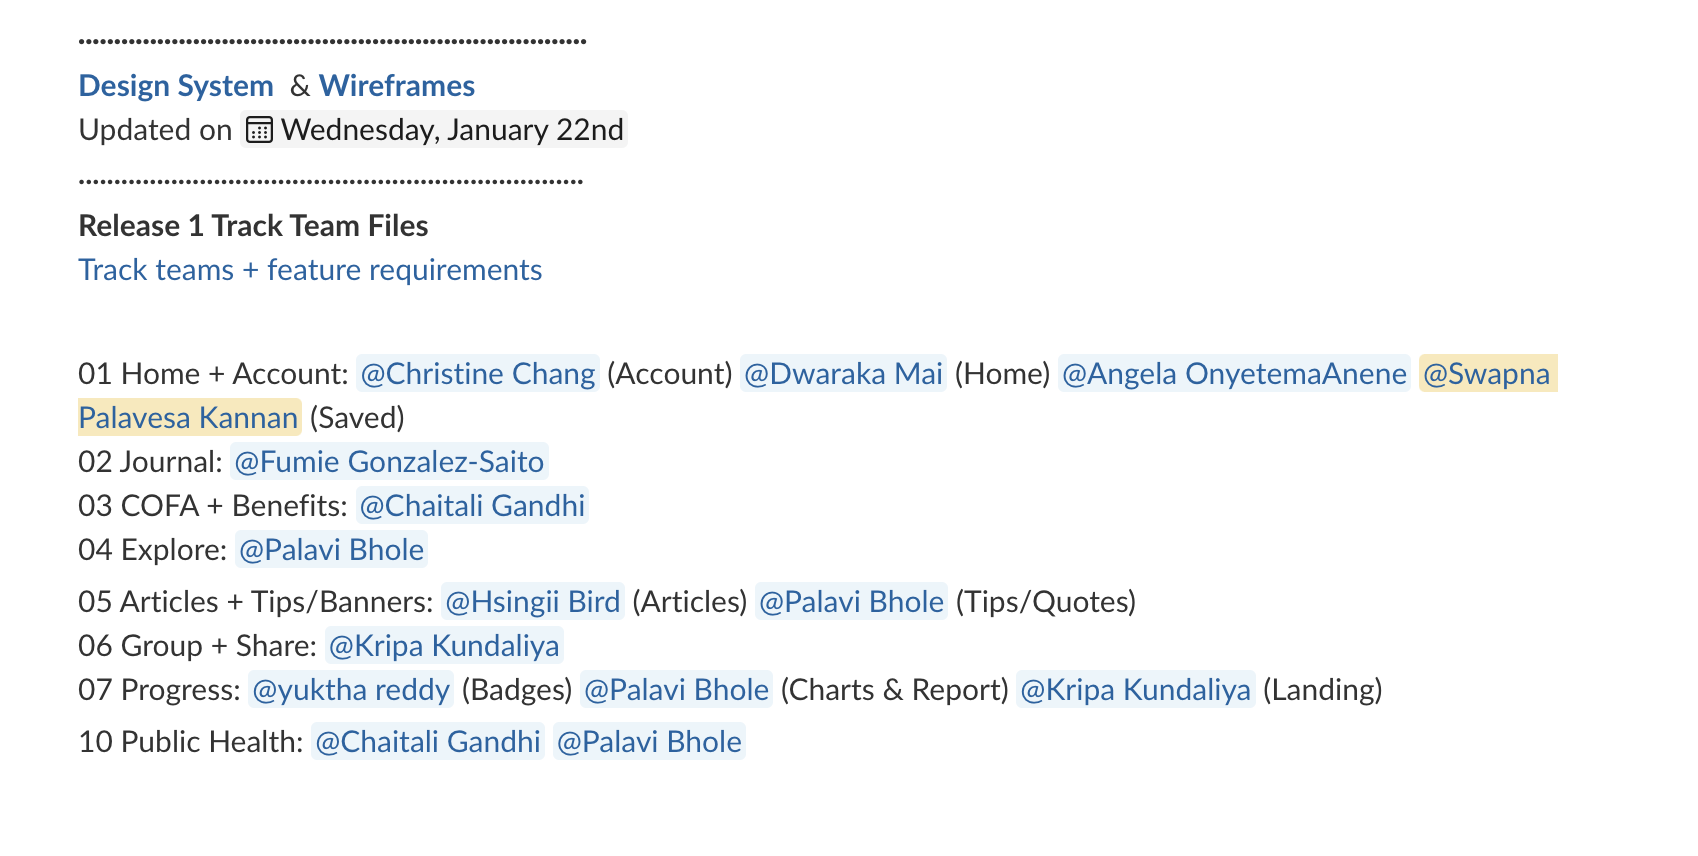 Design System & Wireframes
Updated on Wednesday, January 22nd
Release 1 Track Team Files
Track teams + feature requirements
01 Home + Account: @Christine Chang (Account) @Dwaraka Mai (Home) @Angela OnyetemaAnene @Swapna
Palavesa Kannan (Saved)
02 Journal: @Fumie Gonzalez-Saito
03 COFA + Benefits: @Chaitali Gandhi
04 Explore: @Palavi Bhole
05 Articles + Tips/Banners: @Hsingii Bird (Articles) @Palavi Bhole (Tips/Quotes)
06 Group + Share: @Kripa Kundaliya
07 Progress: @yuktha reddy (Badges) @Palavi Bhole (Charts & Report) @Kripa Kundaliya (Landing)
10 Public Health: @Chaitali Gandhi @Palavi Bhole